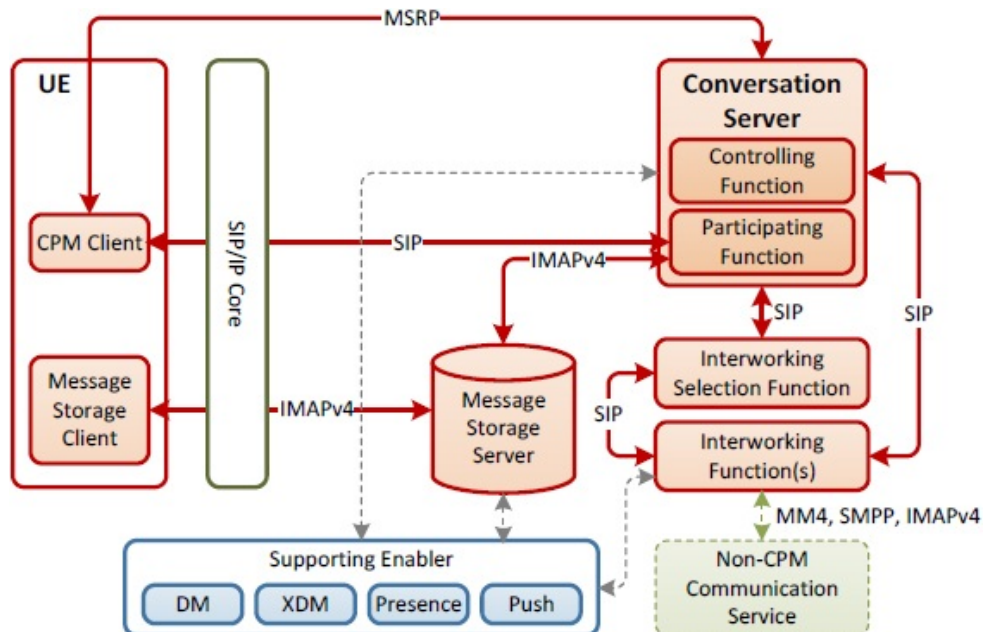 MSRP
UE
Conversation
Server
Controlling
Function
CPM Client
SIP/IP Core
SIP
Participating
Function
IMAPv4
SIP
SIP
Interworking
Selection Function
Message
Storage
Client
IMAPv4
Message
Storage
Server
SIP
Interworking
Function(s)
MM4, SMPP, IMAPv4
Supporting Enabler
DM
XDM
Presence
Push
Non-CPM
Communication
Service